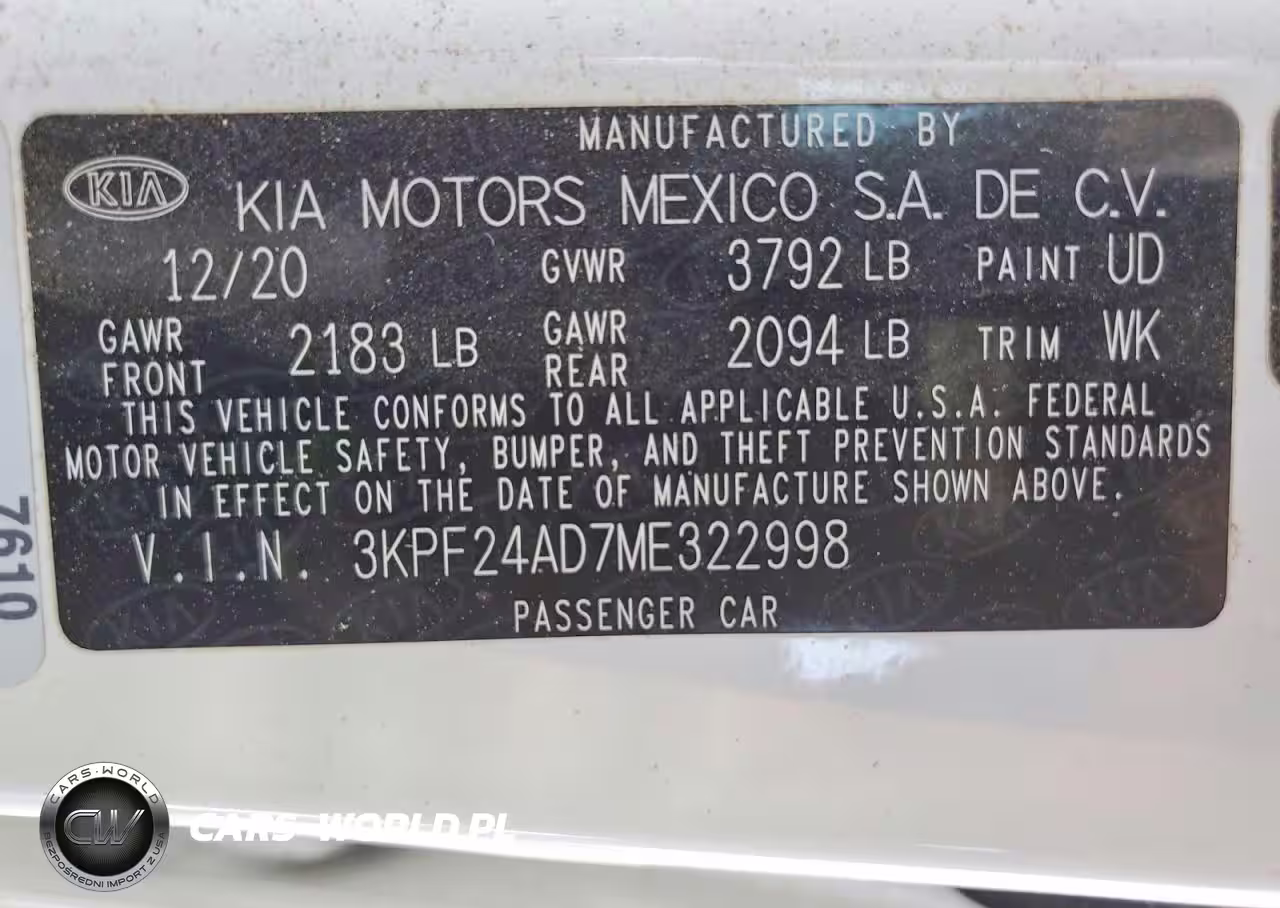 MANUFACTURED BY
KIA KIA MOTORS MEXICO S.A. DE C.V.
12/20 GVWR 3792 LB PAINT UD
GAWR FRONT 2183 LB GAWR REAR 2094 LB TRIM WK
THIS VEHICLE CONFORMS TO ALL APPLICABLE U.S.A. FEDERAL
MOTOR VEHICLE SAFETY, BUMPER, AND THEFT PREVENTION STANDARDS
IN EFFECT ON THE DATE OF MANUFACTURE SHOWN ABOVE.
V.I.N. 3KPF24AD7ME322998
PASSENGER CAR
7610
CARS-WORLD
CW
BEZPOŚREDNI IMPORT Z USA
CARS-WORLD.PL